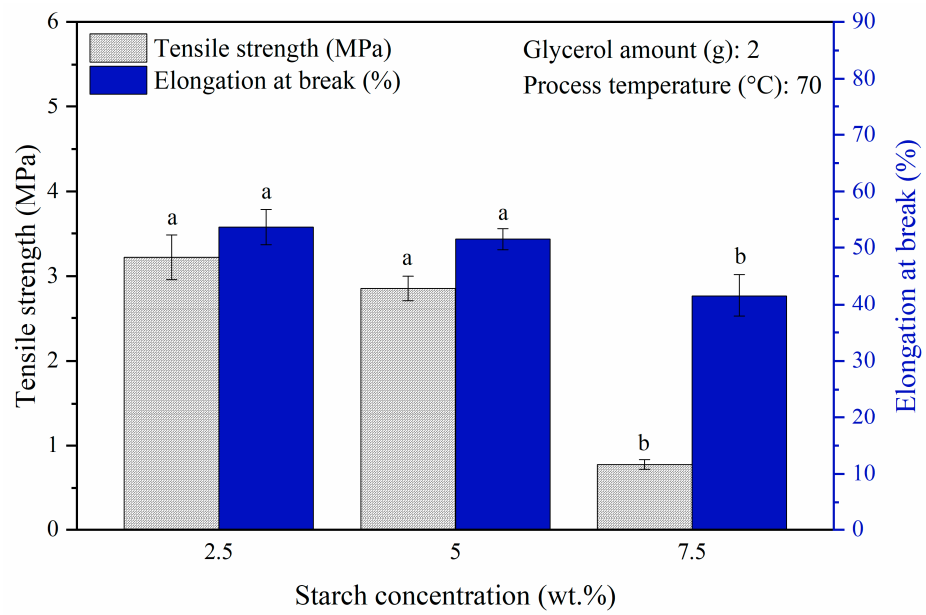 Tensile strength (MPa)
Elongation at break (%)
Glycerol amount (g): 2
Process temperature (°C): 70
Tensile strength (MPa)
6
5
4
3
2
1
0
a
a
a
a
b
b
90
80
70
60
50
40
30
20
10
0
Elongation at break (%)
2.5
5
7.5
Starch concentration (wt.%)